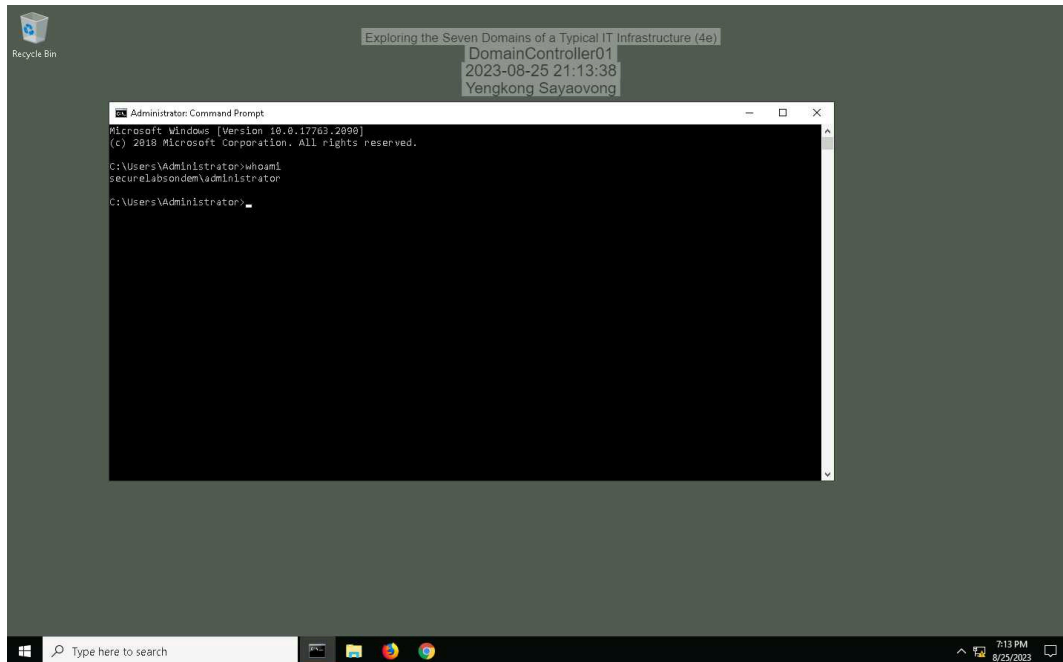 Recycle Bin
Exploring the Seven Domains of a Typical IT Infrastructure (4e)
DomainController01
2023-08-25 21:13:38
Yengkong Sayaovong
Administrator: Command Prompt
Microsoft Windows [Version 10.0.17763.2090]
(c) 2018 Microsoft Corporation. All rights reserved.
C:\Users\Administrator>whoami
securelabsondem\administrator
C:\Users\Administrator>
Type here to search
7:13 PM
8/25/2023